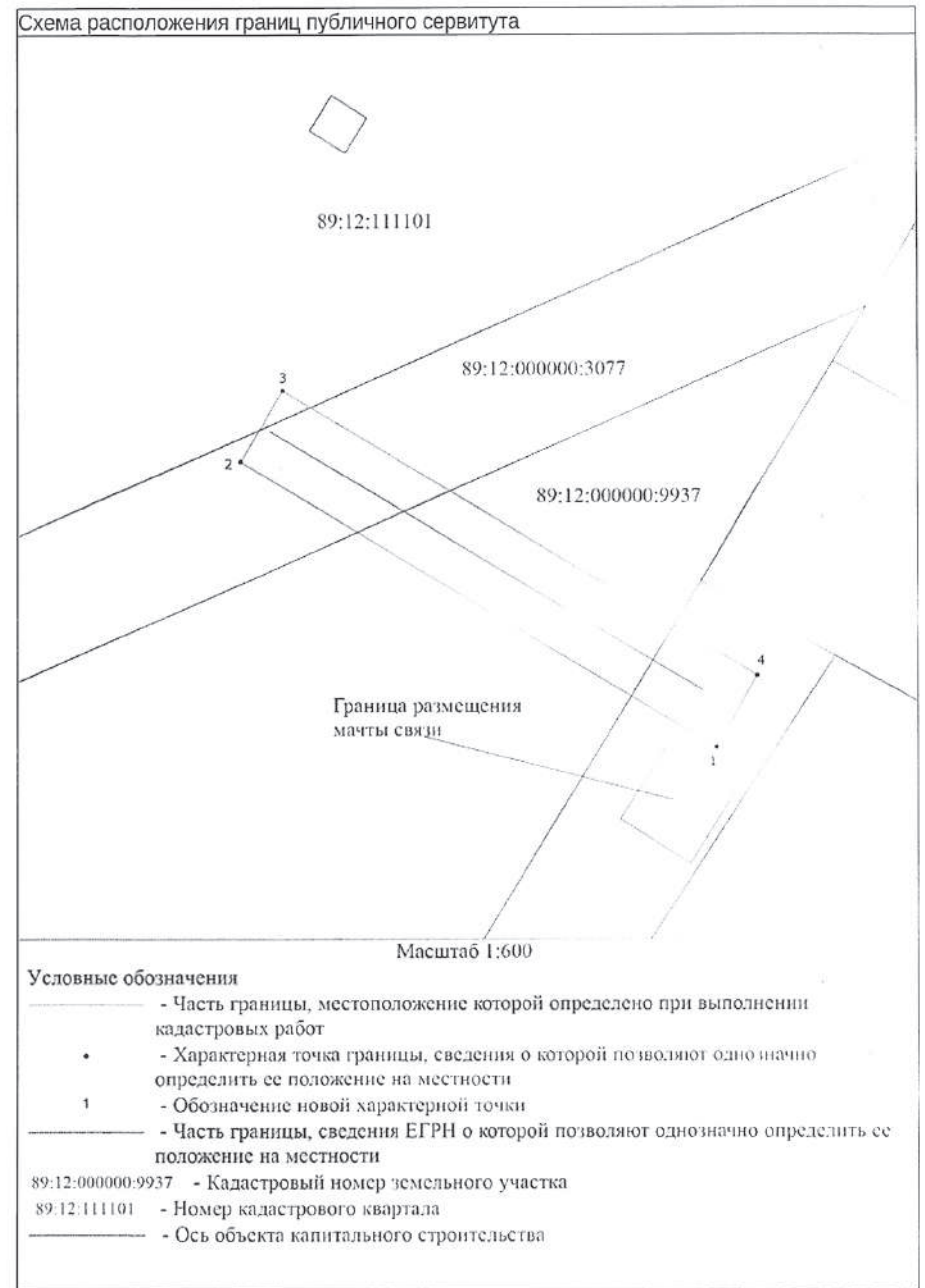 Схема расположения границ публичного сервитута
89:12:111101
89:12:000000:3077
3
2
89:12:000000:9937
4
Граница размещения
мачты связи
1
Масштаб 1:600
Условные обозначения
- Часть границы, местоположение которой определено при выполнении
кадастровых работ
- Характерная точка границы, сведения о которой позволяют однозначно
определить ее положение на местности
1 - Обозначение новой характерной точки
- Часть границы, сведения ЕГРН о которой позволяют однозначно определить ее
положение на местности
89:12:000000:9937 - Кадастровый номер земельного участка
89:12:111101 - Номер кадастрового квартала
- Ось объекта капитального строительства